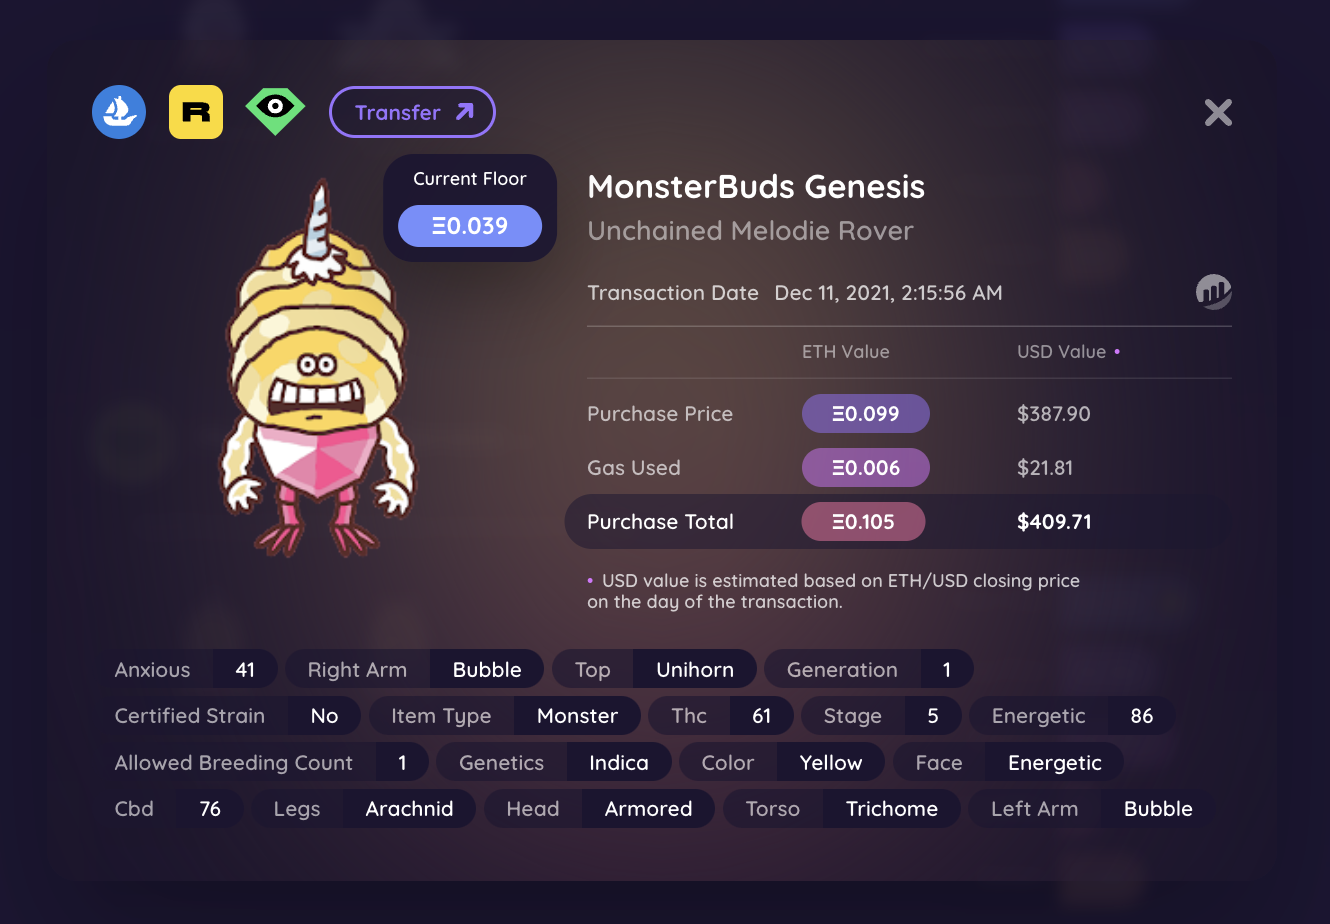 R
Transfer
Current Floor
Ξ0.039
MonsterBuds Genesis
Unchained Melodie Rover
Transaction Date Dec 11, 2021, 2:15:56 AM
ETH Value USD Value •
Purchase Price Ξ0.099 $387.90
Gas Used Ξ0.006 $21.81
Purchase Total Ξ0.105 $409.71
• USD value is estimated based on ETH/USD closing price
on the day of the transaction.
Anxious 41 Right Arm Bubble Top Unihorn Generation 1
Certified Strain No Item Type Monster Thc 61 Stage 5 Energetic 86
Allowed Breeding Count 1 Genetics Indica Color Yellow Face Energetic
Cbd 76 Legs Arachnid Head Armored Torso Trichome Left Arm Bubble